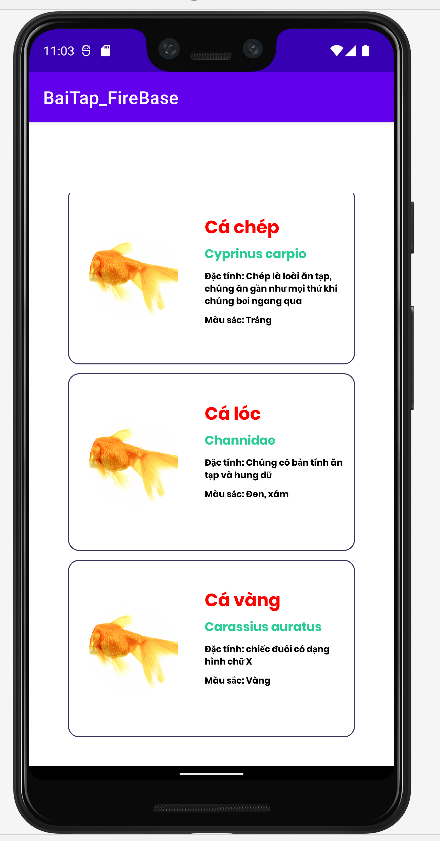 11:03
BaiTap_FireBase
Cá chép
Cyprinus carpio
Đặc tính: Chép là loài ăn tạp,
chúng ăn gần như mọi thứ khi
chúng bơi ngang qua
Màu sắc: Trắng
Cá lóc
Channidae
Đặc tính: Chúng có bản tính ăn
tạp và hung dữ
Màu sắc: Đen, xám
Cá vàng
Carassius auratus
Đặc tính: chiếc đuôi có dạng
hình chữ X
Màu sắc: Vàng